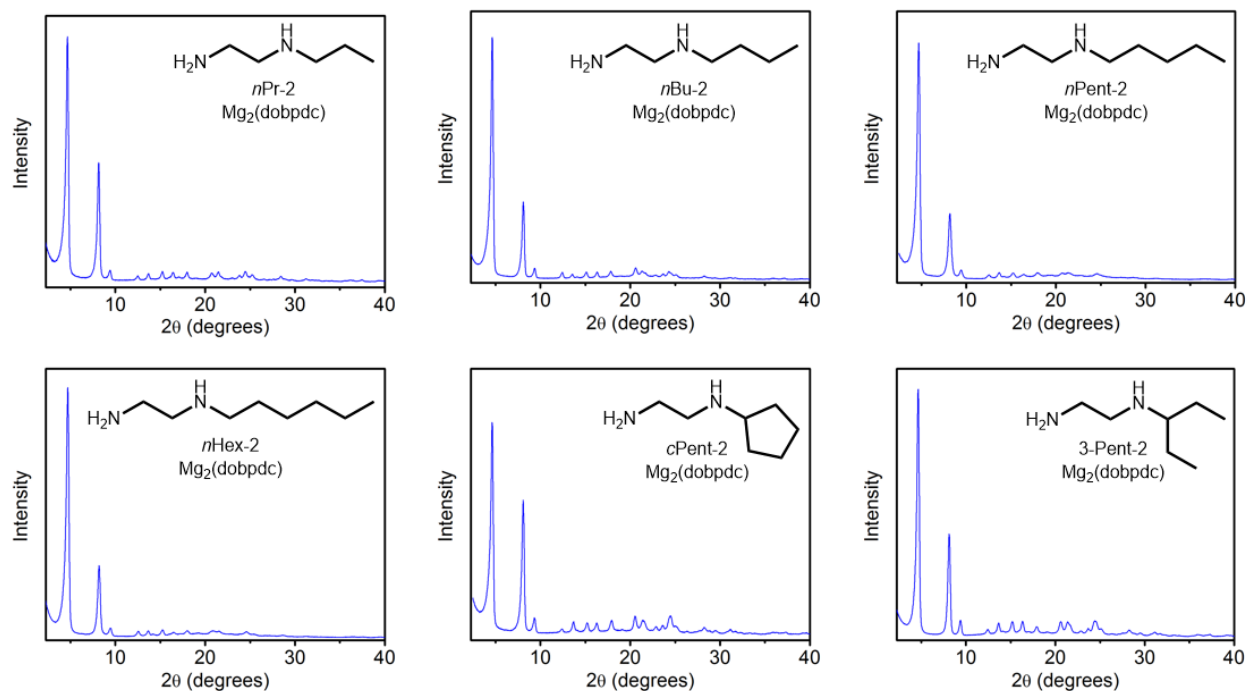 Intensity
H
N
H₂N
nPr-2
Mg₂(dobpdc)
10 20 30 40
2θ (degrees)
Intensity
H
N
H₂N
nBu-2
Mg₂(dobpdc)
10 20 30 40
2θ (degrees)
Intensity
H
N
H₂N
nPent-2
Mg₂(dobpdc)
10 20 30 40
2θ (degrees)
Intensity
H
N
H₂N
nHex-2
Mg₂(dobpdc)
10 20 30 40
2θ (degrees)
Intensity
H
N
H₂N
cPent-2
Mg₂(dobpdc)
10 20 30 40
2θ (degrees)
Intensity
H
N
H₂N
3-Pent-2
Mg₂(dobpdc)
10 20 30 40
2θ (degrees)